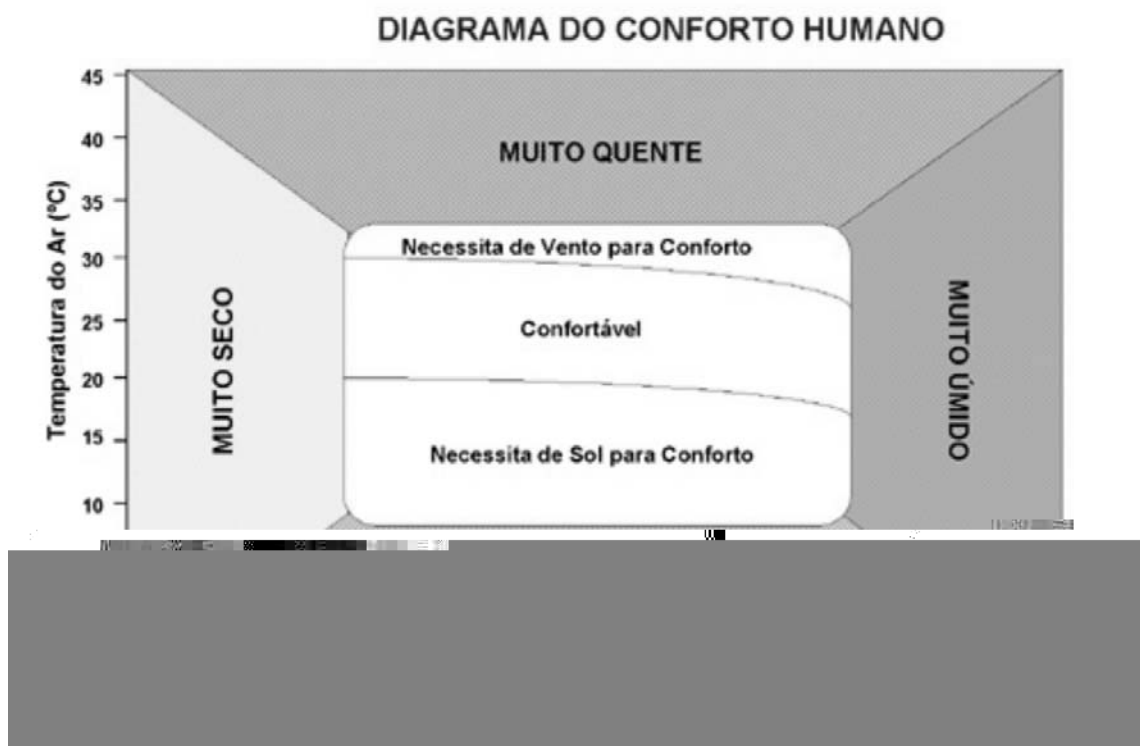 DIAGRAMA DO CONFORTO HUMANO
45
40
35
30
25
20
15
10
Temperatura do Ar (ºC)
MUITO QUENTE
MUITO SECO
Necessita de Vento para Conforto
Confortável
Necessita de Sol para Conforto
MUITO ÚMIDO